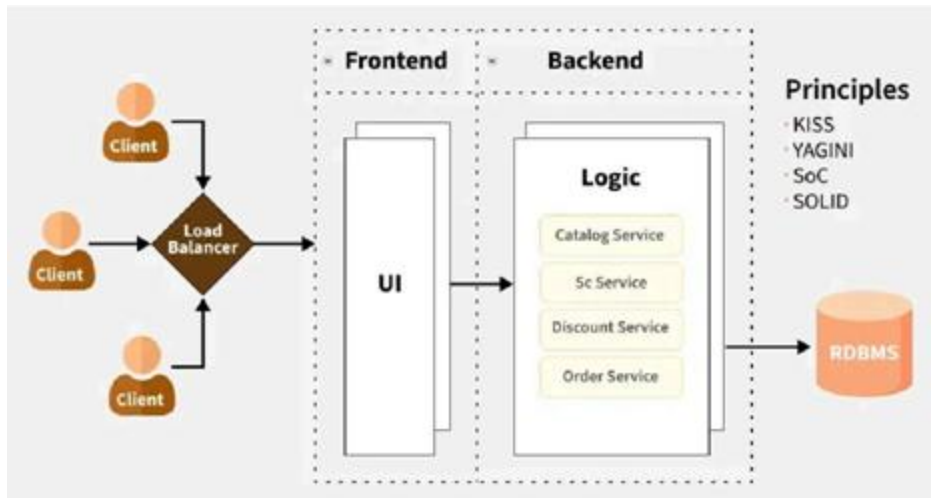 Frontend
Backend
Principles
KISS
YAGINI
SoC
SOLID
Client
Client
Client
Load
Balancer
UI
Logic
Catalog Service
Sc Service
Discount Service
Order Service
RDBMS